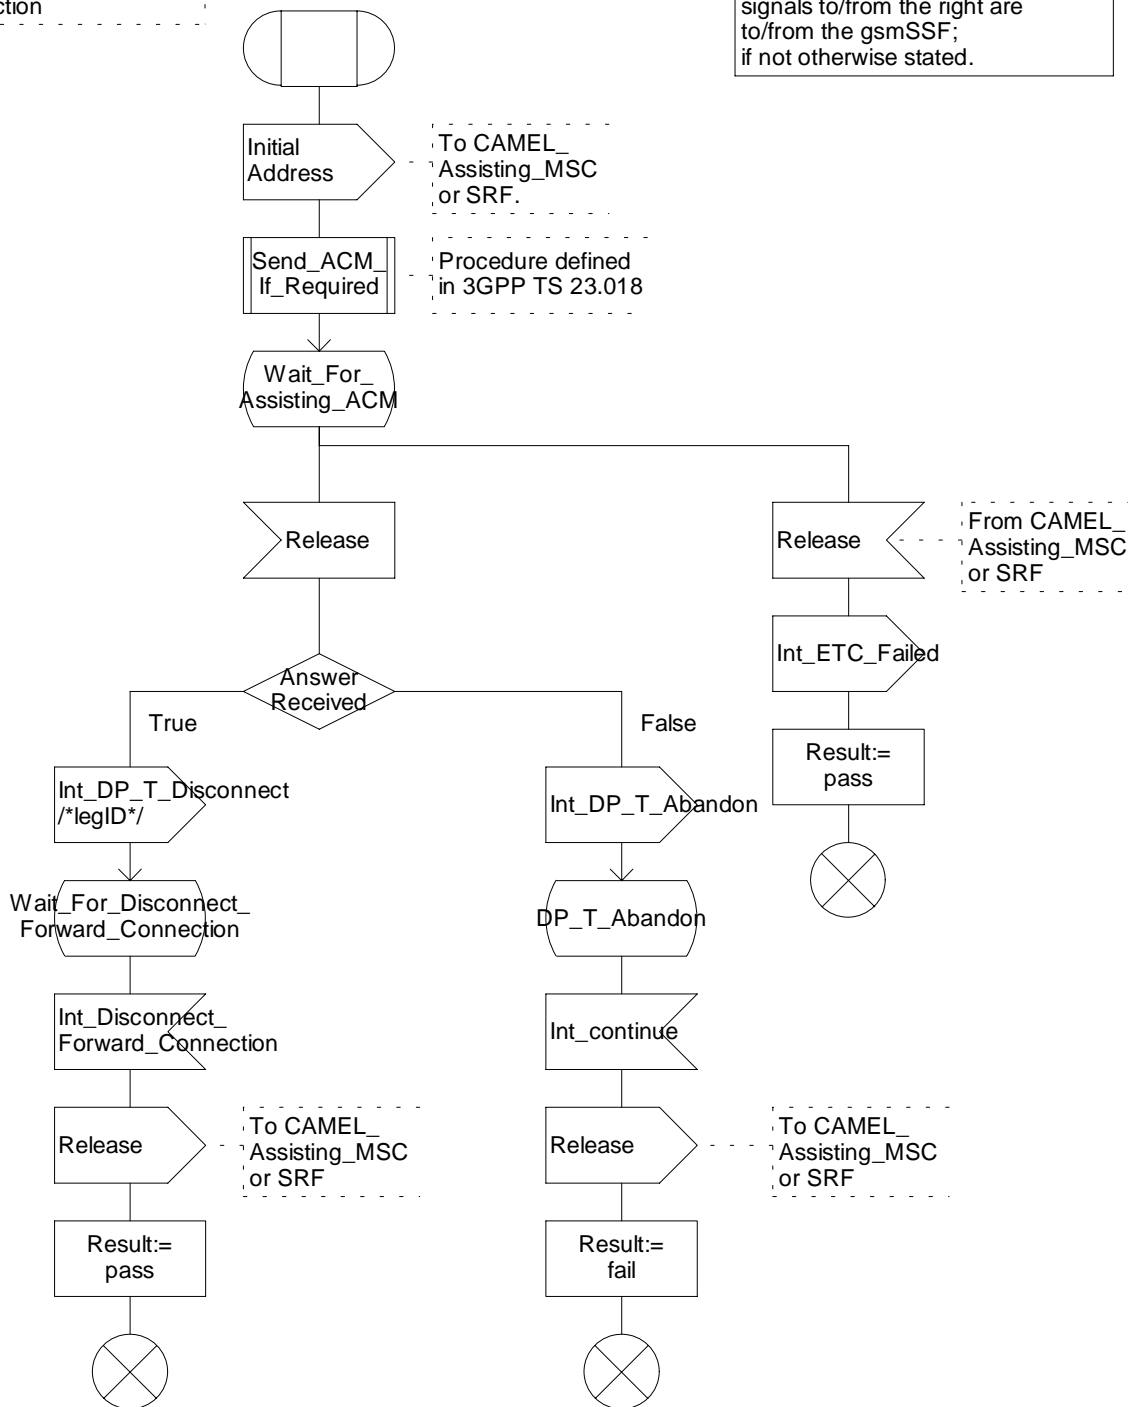 ction
signals to/from the right are
to/from the gsmSSF;
if not otherwise stated.
Initial
Address
To CAMEL_
Assisting_MSC
or SRF.
Send_ACM_
If_Required
Procedure defined
in 3GPP TS 23.018
Wait_For_
Assisting_ACM
Release
Release
From CAMEL_
Assisting_MSC
or SRF
Int_ETC_Failed
Answer
Received
True
False
Result:=
pass
Int_DP_T_Disconnect
/*legID*/
Int_DP_T_Abandon
Wait_For_Disconnect_
Forward_Connection
DP_T_Abandon
Int_Disconnect_
Forward_Connection
Int_continue
Release
To CAMEL_
Assisting_MSC
or SRF
Release
To CAMEL_
Assisting_MSC
or SRF
Result:=
pass
Result:=
fail